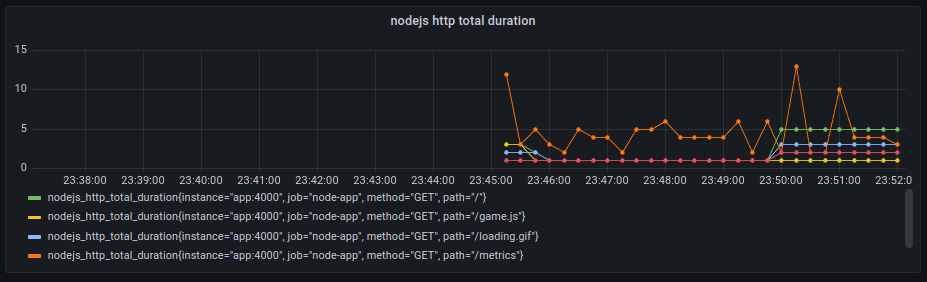 nodejs http total duration
15
10
5
0
23:38:00 23:39:00 23:40:00 23:41:00 23:42:00 23:43:00 23:44:00 23:45:00 23:46:00 23:47:00 23:48:00 23:49:00 23:50:00 23:51:00 23:52:0
nodejs_http_total_duration{instance="app:4000", job="node-app", method="GET", path="/"}
nodejs_http_total_duration{instance="app:4000", job="node-app", method="GET", path="/game.js"}
nodejs_http_total_duration{instance="app:4000", job="node-app", method="GET", path="/loading.gif"}
nodejs_http_total_duration{instance="app:4000", job="node-app", method="GET", path="/metrics"}